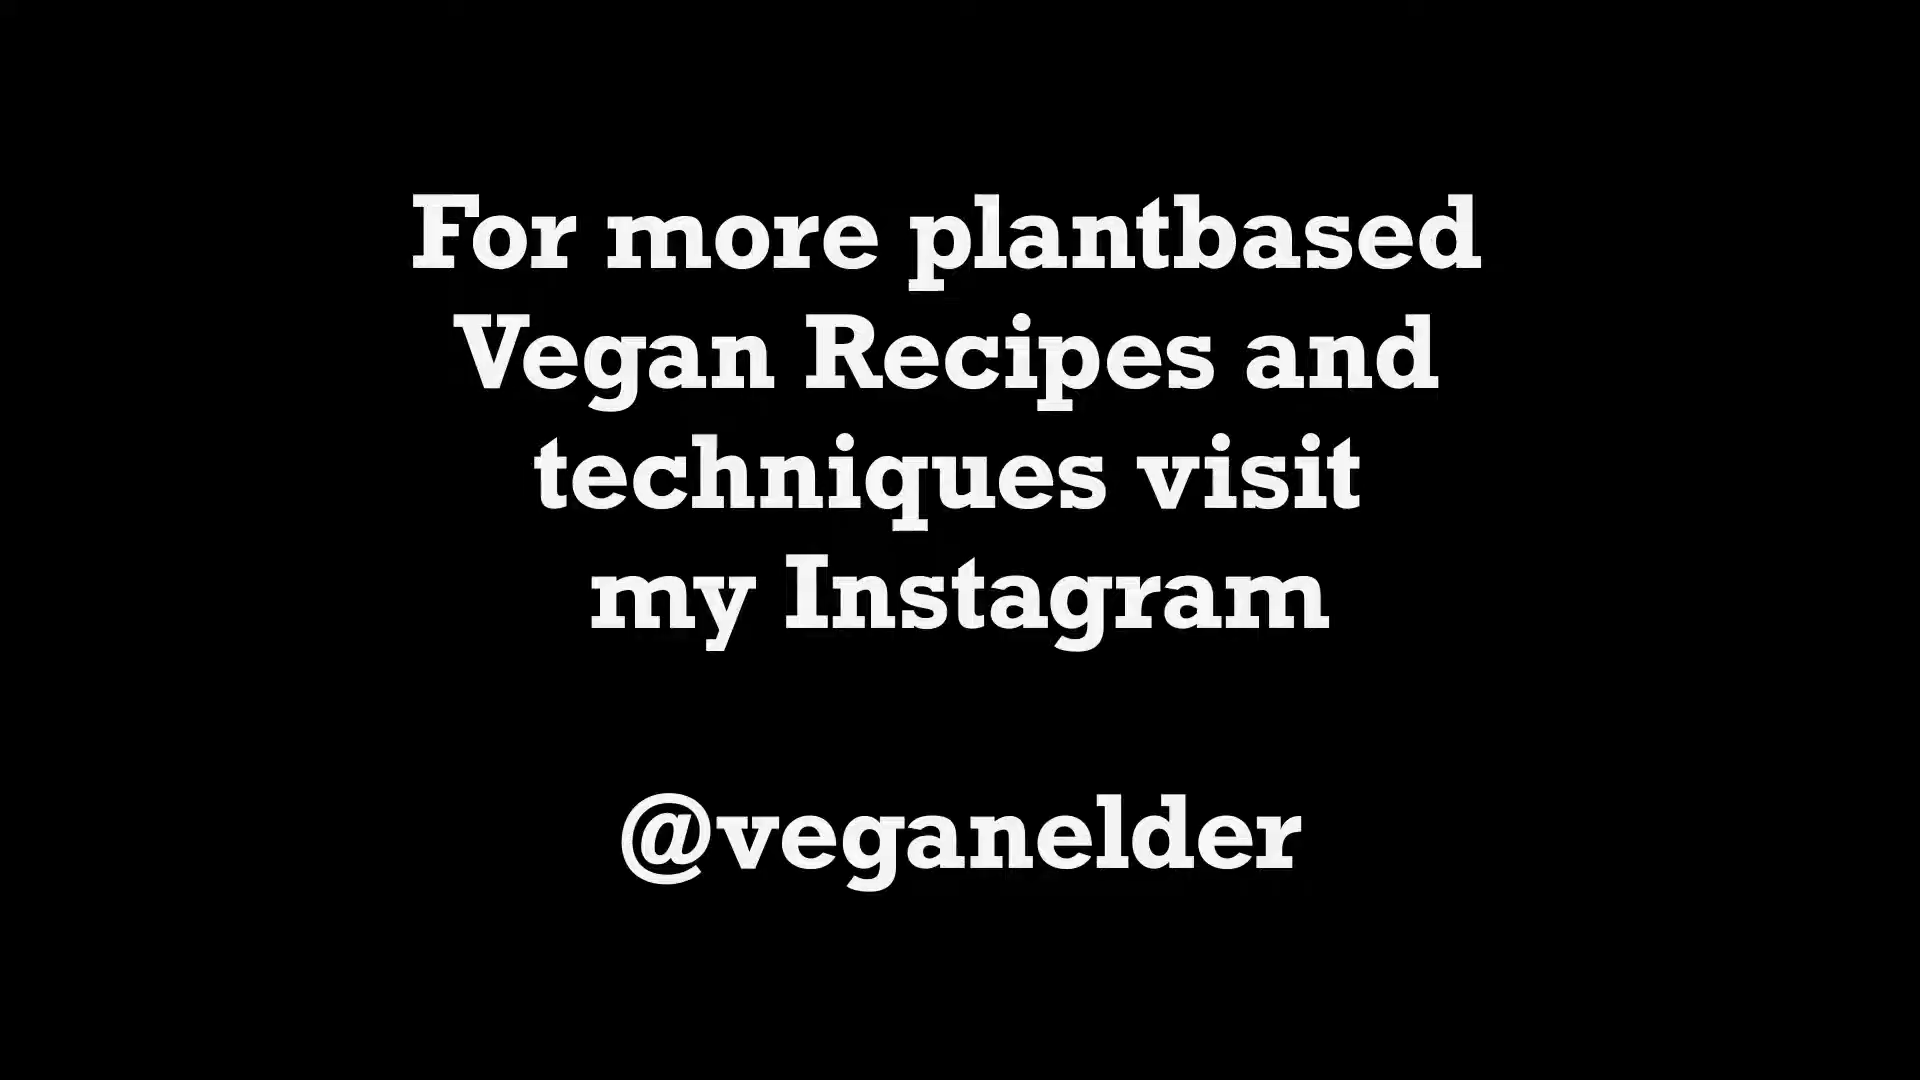 For more plantbased
Vegan Recipes and
techniques visit
my Instagram
@veganelder